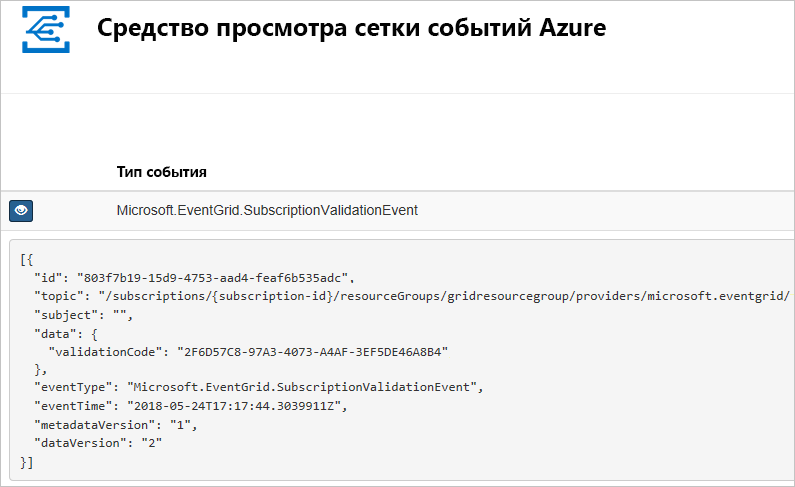 Средство просмотра сетки событий Azure
Тип события
Microsoft.EventGrid.SubscriptionValidationEvent
[{
"id": "803f7b19-15d9-4753-aad4-feaf6b535adc",
"topic": "/subscriptions/{subscription-id}/resourceGroups/gridresourcegroup/providers/microsoft.eventgrid/
"subject": "",
"data": {
"validationCode": "2F6D57C8-97A3-4073-A4AF-3EF5DE46A8B4"
},
"eventType": "Microsoft.EventGrid.SubscriptionValidationEvent",
"eventTime": "2018-05-24T17:17:44.3039911Z",
"metadataVersion": "1",
"dataVersion": "2"
}]